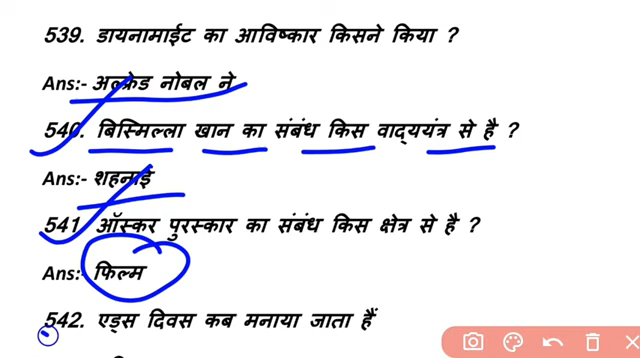 539. डायनामाईट का आविष्कार किसने किया ?
Ans:- अल्फ्रेड नोबल ने
540. बिस्मिल्ला खान का संबंध किस वाद्ययंत्र से है ?
Ans:- शहनाई
541. ऑस्कर पुरस्कार का संबंध किस क्षेत्र से है ?
Ans:- फिल्म
542. एड्स दिवस कब मनाया जाता हैं